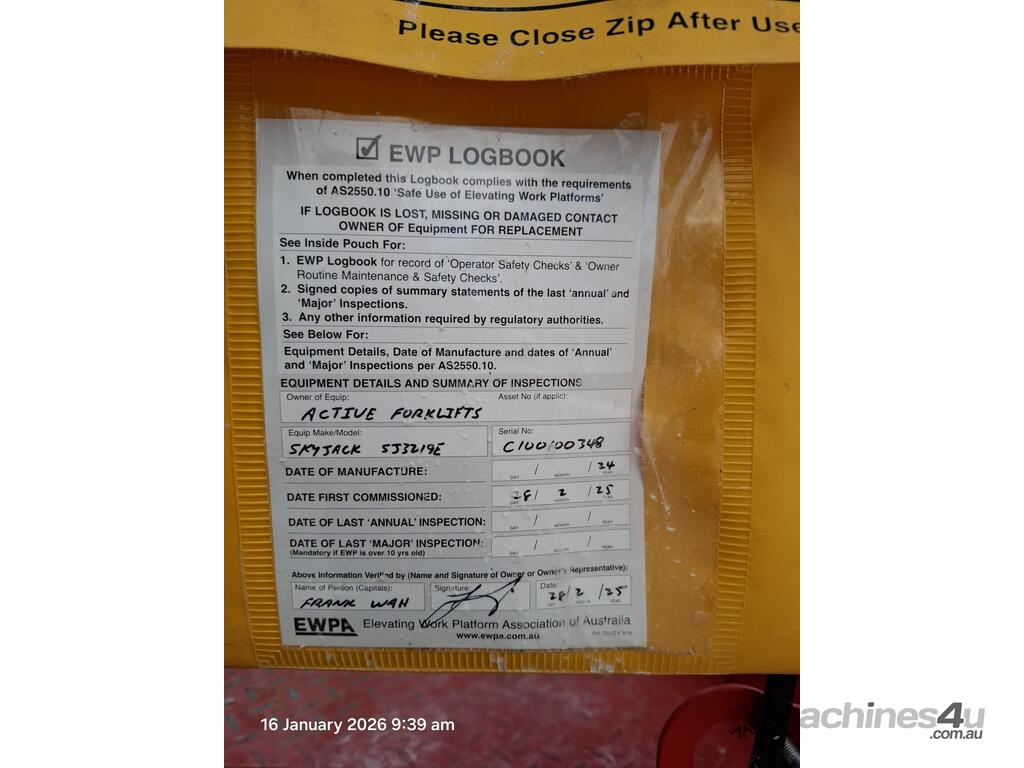 Please Close Zip After Use
EWP LOGBOOK
When completed this Logbook complies with the requirements
of AS2550.10 'Safe Use of Elevating Work Platforms'
IF LOGBOOK IS LOST, MISSING OR DAMAGED CONTACT
OWNER OF Equipment FOR REPLACEMENT
See Inside Pouch For:
1. EWP Logbook for record of 'Operator Safety Checks' & 'Owner
Routine Maintenance & Safety Checks'.
2. Signed copies of summary statements of the last 'annual' and
'Major' Inspections.
3. Any other information required by regulatory authorities.
See Below For:
Equipment Details, Date of Manufacture and dates of 'Annual'
and 'Major' Inspections per AS2550.10.
EQUIPMENT DETAILS AND SUMMARY OF INSPECTIONS
Owner of Equip: Asset No (if applic):
ACTIVE FORKLIFTS
Equip Make/Model: Serial No:
SKYJACK SJ3219E C100100348
DATE OF MANUFACTURE: / / 24
DAY MONTH YEAR
DATE FIRST COMMISSIONED: 28 / 2 / 25
DAY MONTH YEAR
DATE OF LAST 'ANNUAL' INSPECTION: / /
DAY MONTH YEAR
DATE OF LAST 'MAJOR' INSPECTION: / /
(Mandatory if EWP is over 10 yrs old) DAY MONTH YEAR
Above Information Verified by (Name and Signature of Owner or Owner's Representative):
Name of Person (Capitals): Signature: Date:
FRANK WAH 28 / 2 / 25
DAY MONTH YEAR
EWPA Elevating Work Platform Association of Australia
www.ewpa.com.au
16 January 2026 9:39 am
achines4u
.com.au